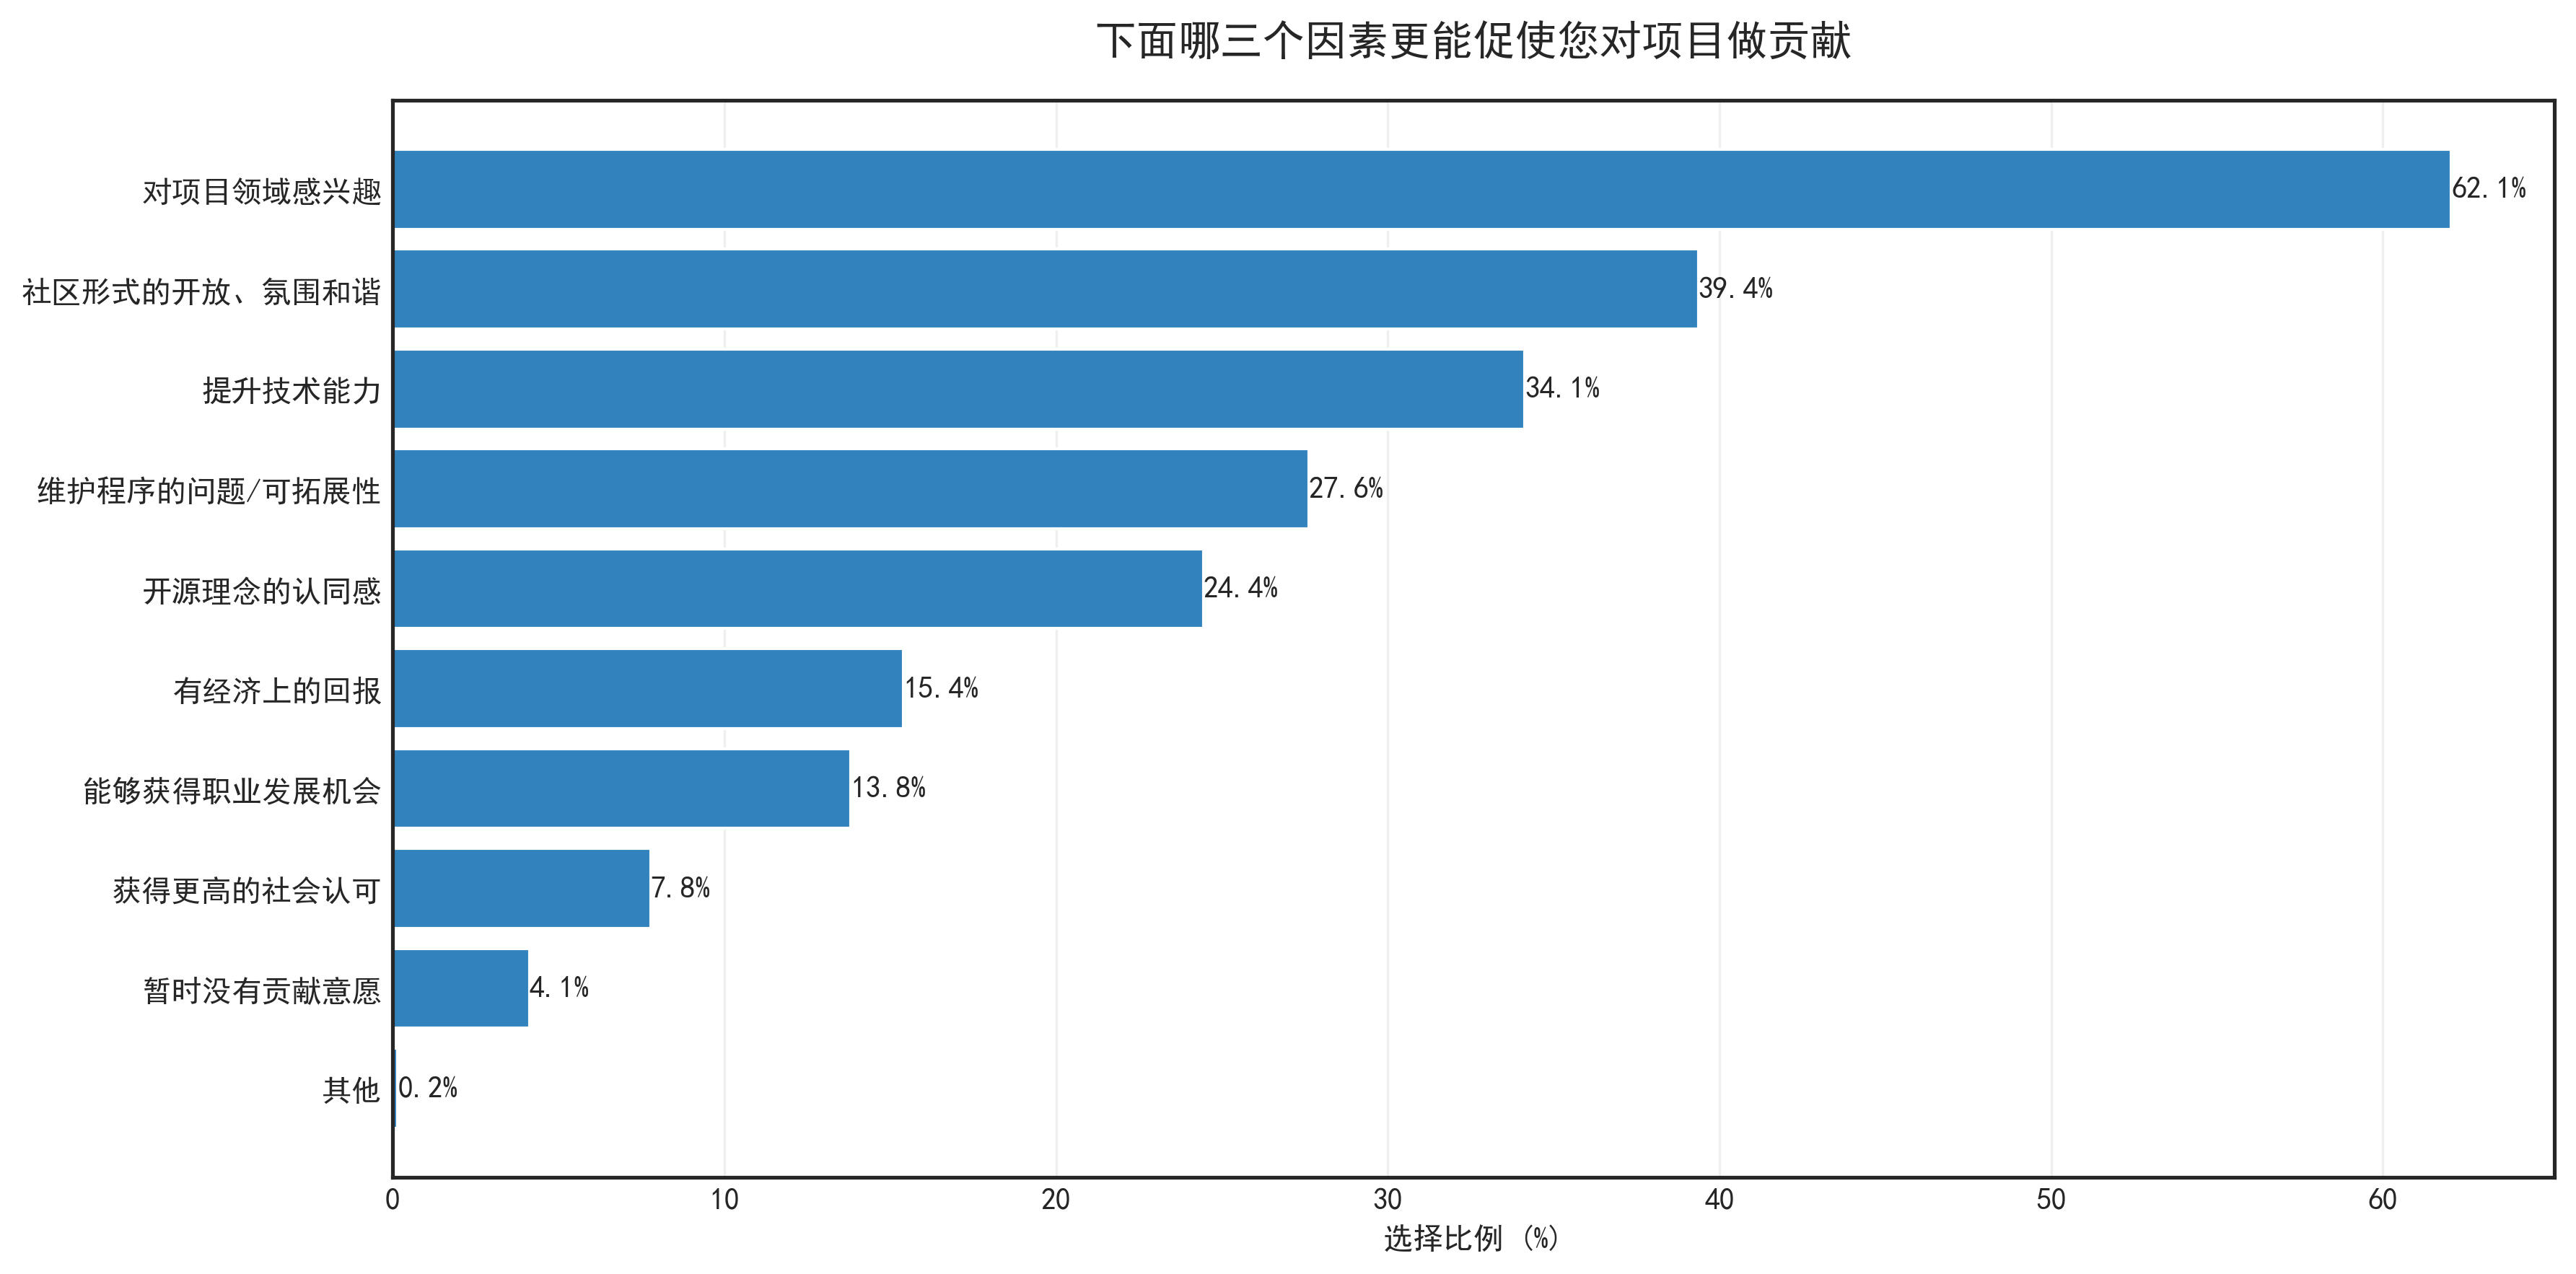 下面哪三个因素更能促使您对项目做贡献
对项目领域感兴趣
62.1%
社区形式的开放、氛围和谐
39.4%
提升技术能力
34.1%
维护程序的问题/可拓展性
27.6%
开源理念的认同感
24.4%
有经济上的回报
15.4%
能够获得职业发展机会
13.8%
获得更高的社会认可
7.8%
暂时没有贡献意愿
4.1%
其他
0.2%
0 10 20 30 40 50 60
选择比例 (%)